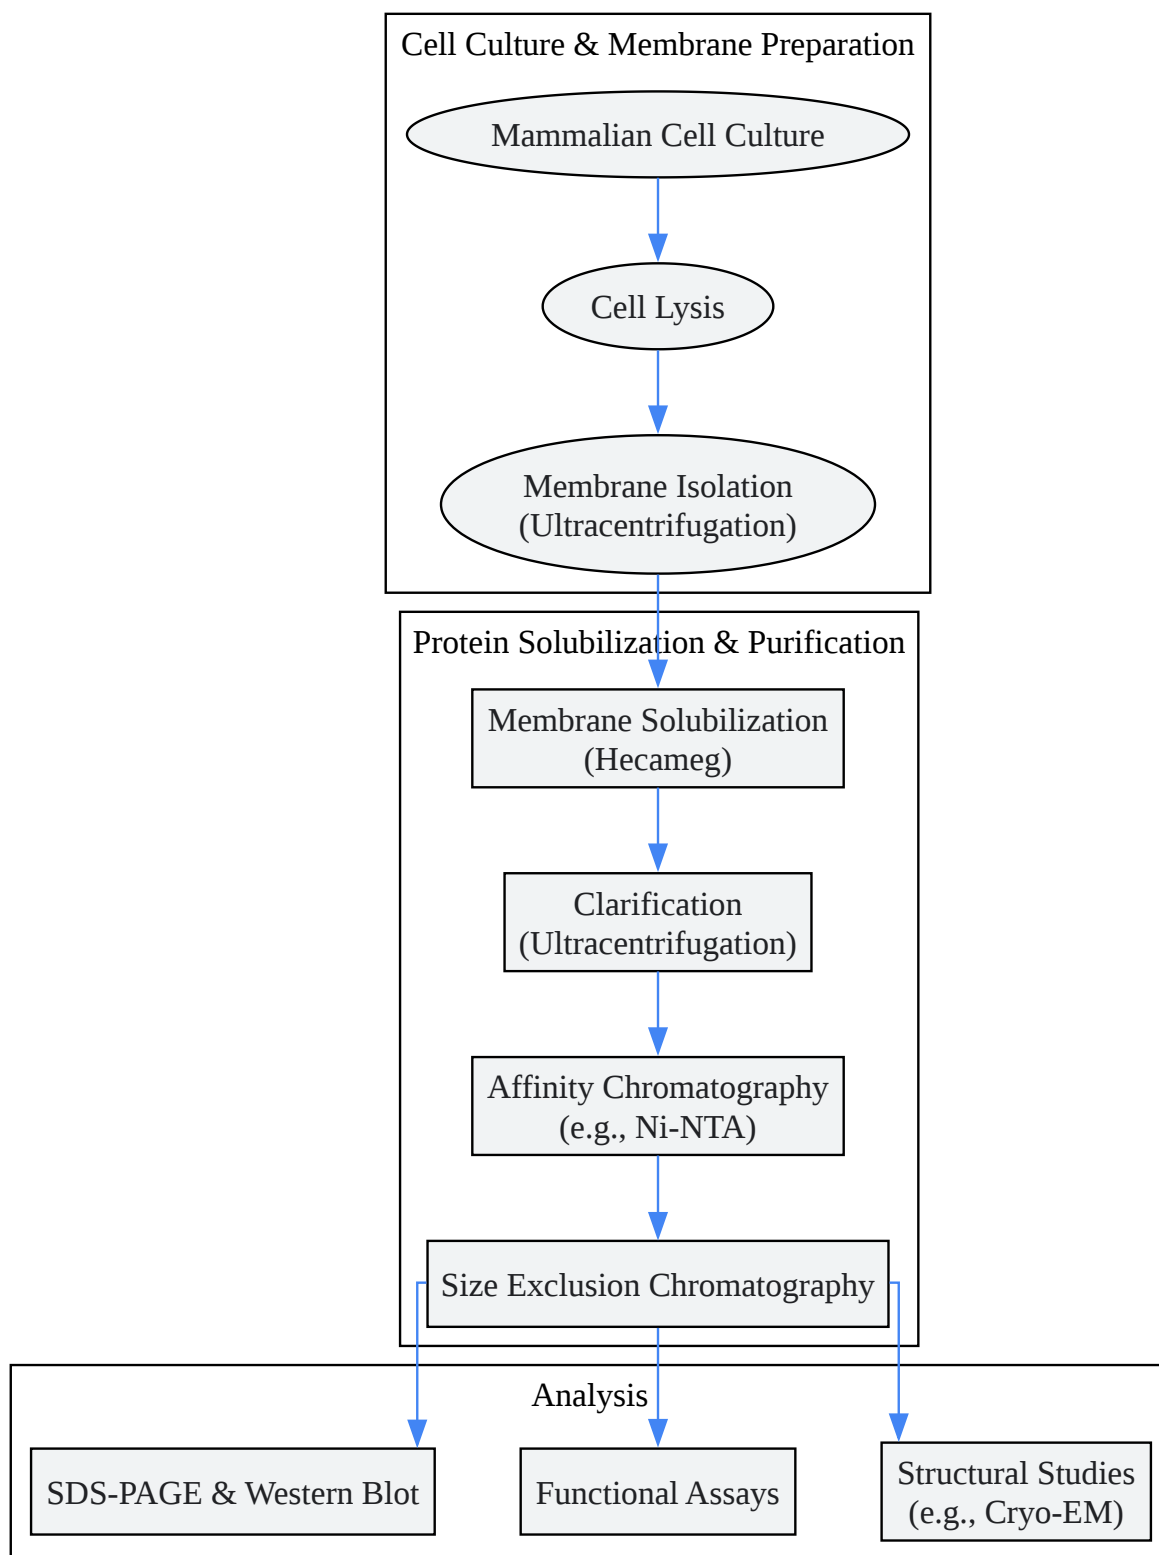 Cell Culture & Membrane Preparation
Mammalian Cell Culture
Cell Lysis
Membrane Isolation
(Ultracentrifugation)
Protein Solubilization & Purification
Membrane Solubilization
(Hecameg)
Clarification
(Ultracentrifugation)
Affinity Chromatography
(e.g., Ni-NTA)
Size Exclusion Chromatography
Analysis
SDS-PAGE & Western Blot
Functional Assays
Structural Studies
(e.g., Cryo-EM)